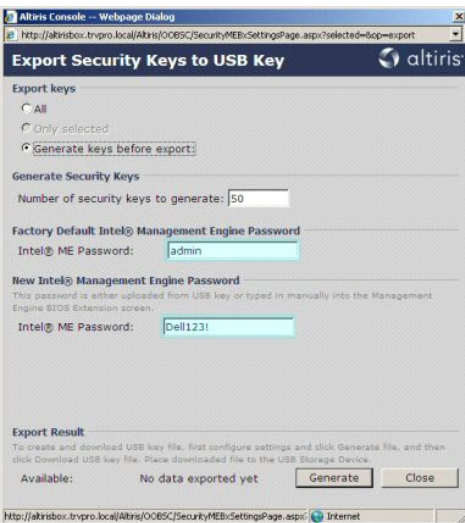 Altiris Console -- Webpage Dialog
http://altirisbox.trvpro.local/Altiris/OOBSC/SecurityMEBxSettingsPage.aspx?selected=&op=export
Export Security Keys to USB Key
altiris
Export keys
All
Only selected
Generate keys before export:
Generate Security Keys
Number of security keys to generate: 50
Factory Default Intel® Management Engine Password
Intel® ME Password: admin
New Intel® Management Engine Password
This password is either uploaded from USB key or typed in manually into the Management
Engine BIOS Extension screen.
Intel® ME Password: Dell123!
Export Result
To create and download USB key file, first configure settings and click Generate file, and then
click Download USB key file. Place downloaded file to the USB Storage Device.
Available: No data exported yet Generate Close
http://altirisbox.trvpro.local/Altiris/OOBSC/SecurityMEBxSettingsPage.aspx? Internet